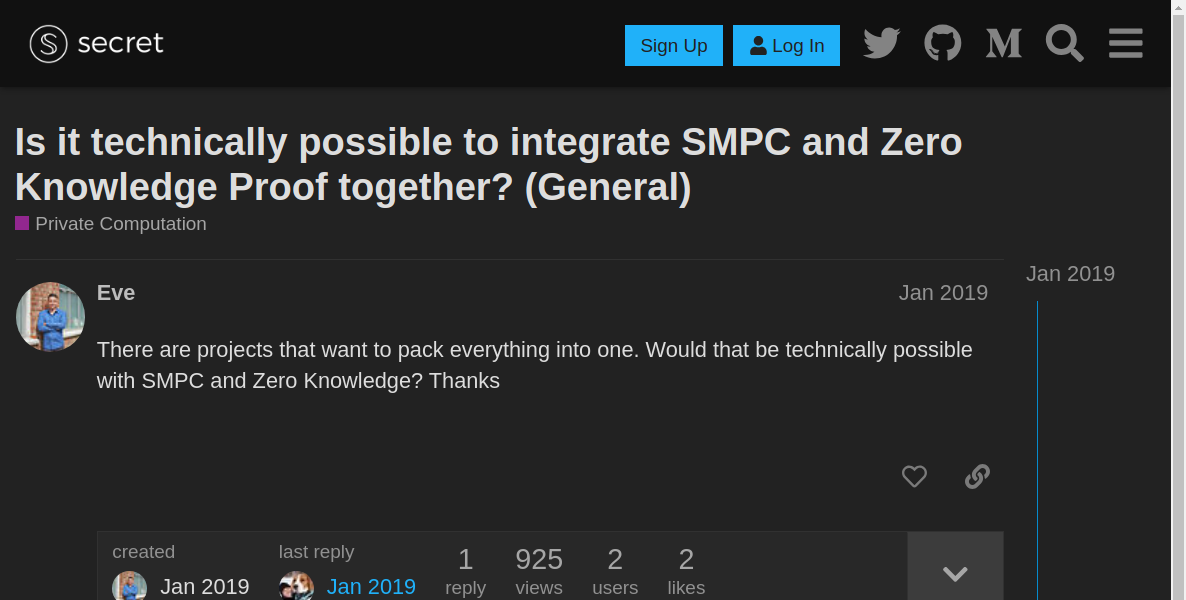 secret
Sign Up
Log In
Is it technically possible to integrate SMPC and Zero
Knowledge Proof together? (General)
Private Computation
Jan 2019
Eve
Jan 2019
There are projects that want to pack everything into one. Would that be technically possible
with SMPC and Zero Knowledge? Thanks
created
last reply
1
925
2
2
Jan 2019
Jan 2019
reply
views
users
likes